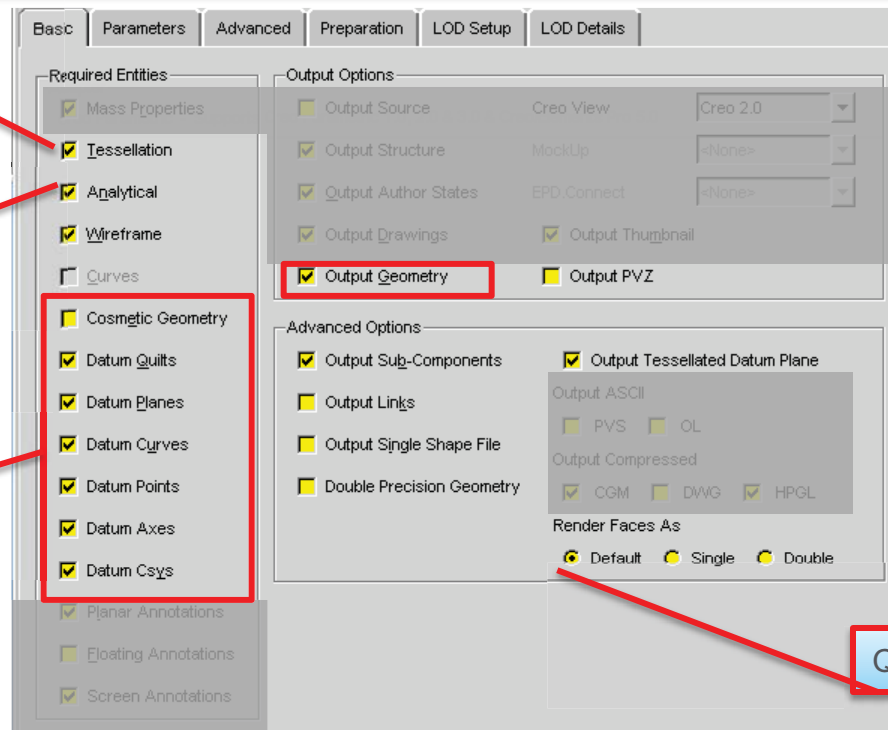 Basic Parameters Advanced Preparation LOD Setup LOD Details
Required Entities
Mass Properties
Tessellation
Analytical
Wireframe
Curves
Cosmetic Geometry
Datum Quilts
Datum Planes
Datum Curves
Datum Points
Datum Axes
Datum Csys
Planar Annotations
Floating Annotations
Screen Annotations
Output Options
Output Source Creo View Creo 2.0
Output Structure MockUp <None>
Output Author States EPD.Connect <None>
Output Drawings Output Thumbnail
Output Geometry Output PVZ
Advanced Options
Output Sub-Components Output Tessellated Datum Plane
Output Links Output ASCII
PVS OL
Output Single Shape File
Output Compressed
Double Precision Geometry CGM DWG HPGL
Render Faces As
Default Single Double
Q